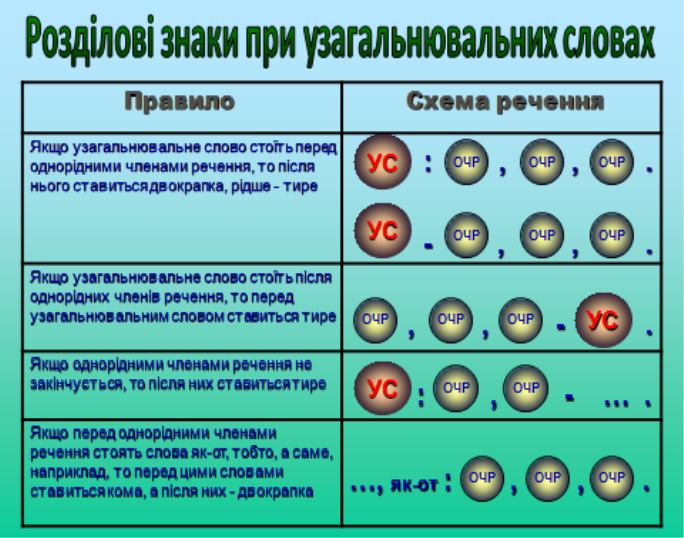 Розділові знаки при узагальнювальних словах
Правило
Схема речення
Якщо узагальнювальне слово стоїть перед
однорідними членами речення, то після
нього ставиться двокрапка, рідше - тире
УС : ОЧР , ОЧР , ОЧР .
УС - ОЧР , ОЧР , ОЧР .
Якщо узагальнювальне слово стоїть після
однорідних членів речення, то перед
узагальнювальним словом ставиться тире
ОЧР , ОЧР , ОЧР - УС .
Якщо однорідними членами речення не
закінчується, то після них ставиться тире
УС : ОЧР , ОЧР - ... .
Якщо перед однорідними членами
речення стоять слова як-от, тобто, а саме,
наприклад, то перед цими словами
ставиться кома, а після них - двокрапка
..., як-от : ОЧР , ОЧР , ОЧР .